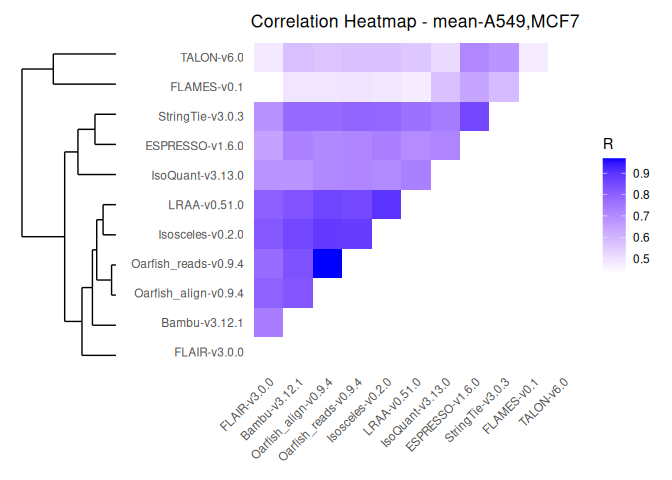 Correlation Heatmap - mean-A549,MCF7
TALON-v6.0
FLAMES-v0.1
StringTie-v3.0.3
ESPRESSO-v1.6.0
IsoQuant-v3.13.0
LRAA-v0.51.0
Isosceles-v0.2.0
Oarfish_reads-v0.9.4
Oarfish_align-v0.9.4
Bambu-v3.12.1
FLAIR-v3.0.0
R
0.9
0.8
0.7
0.6
0.5
FLAIR-v3.0.0
Bambu-v3.12.1
Oarfish_align-v0.9.4
Oarfish_reads-v0.9.4
Isosceles-v0.2.0
LRAA-v0.51.0
IsoQuant-v3.13.0
ESPRESSO-v1.6.0
StringTie-v3.0.3
FLAMES-v0.1
TALON-v6.0